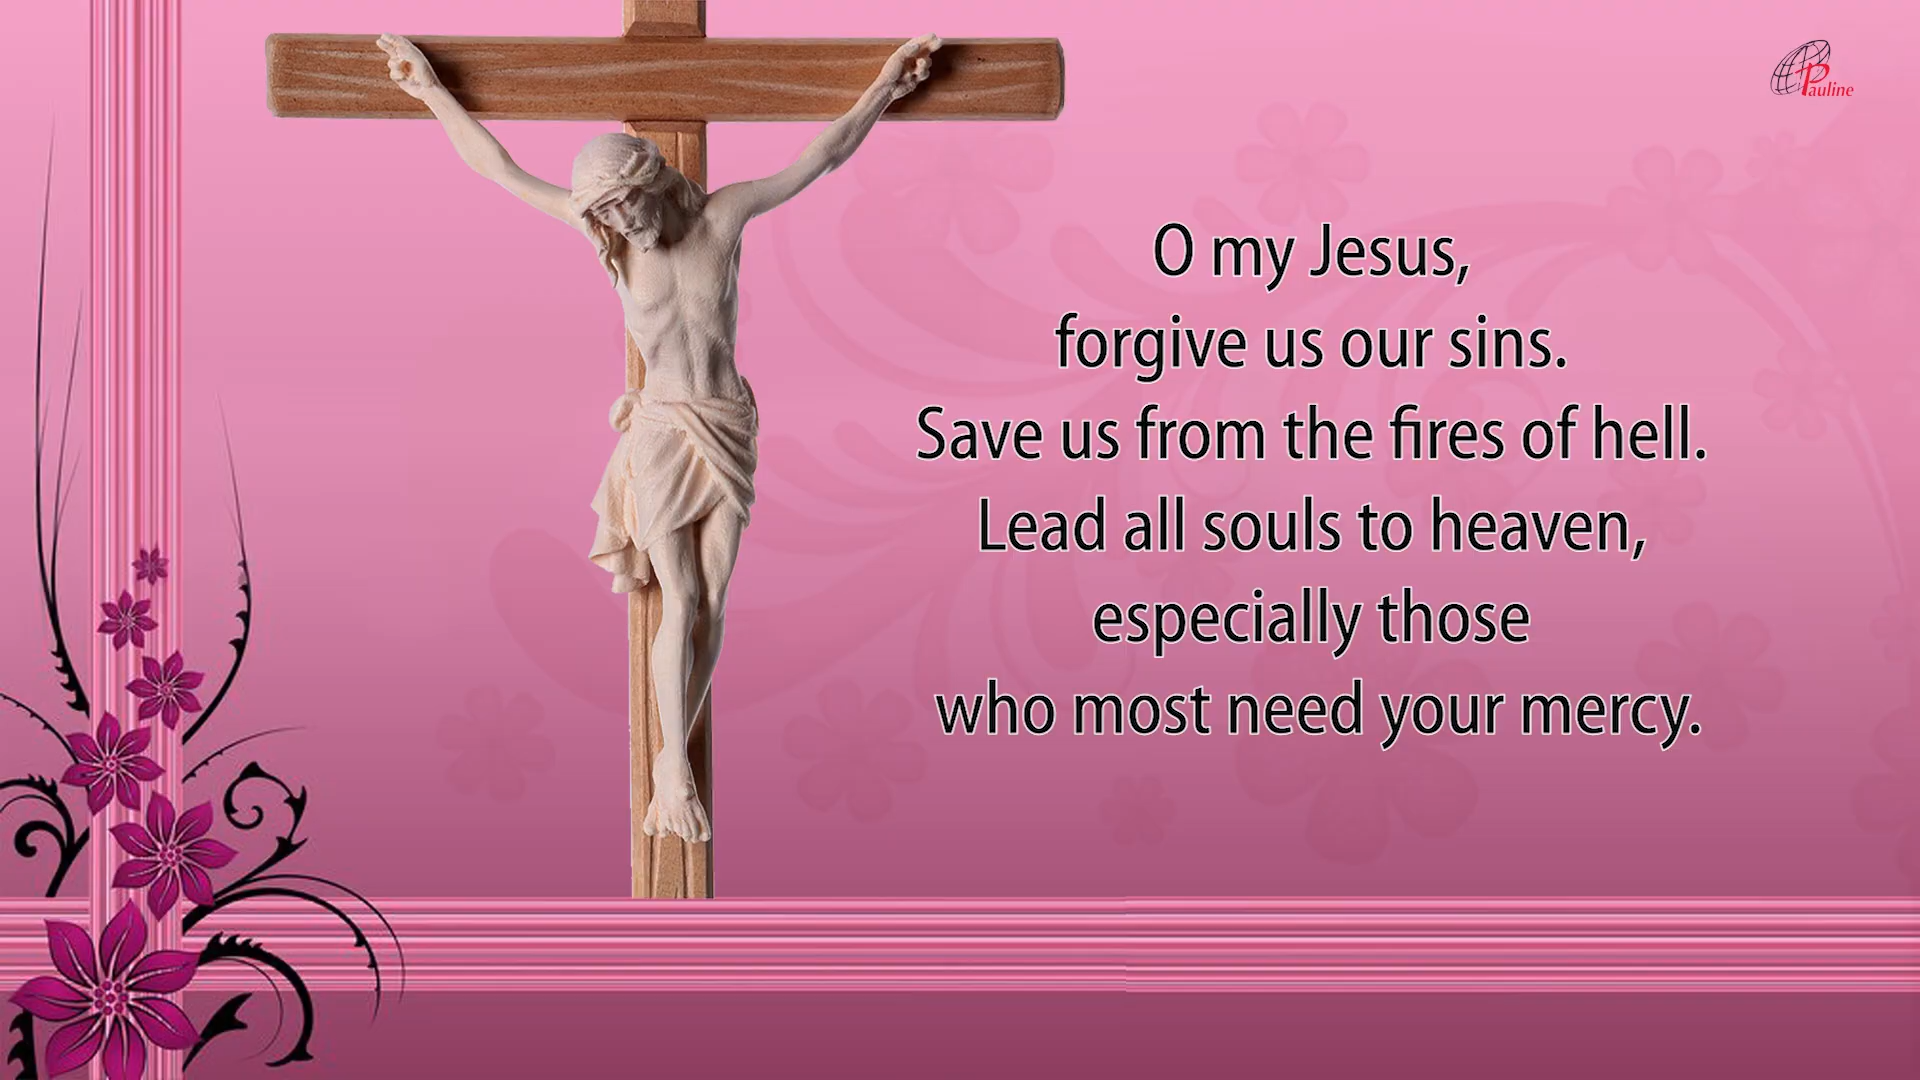 Pauline
O my Jesus,
forgive us our sins.
Save us from the fires of hell.
Lead all souls to heaven,
especially those
who most need your mercy.